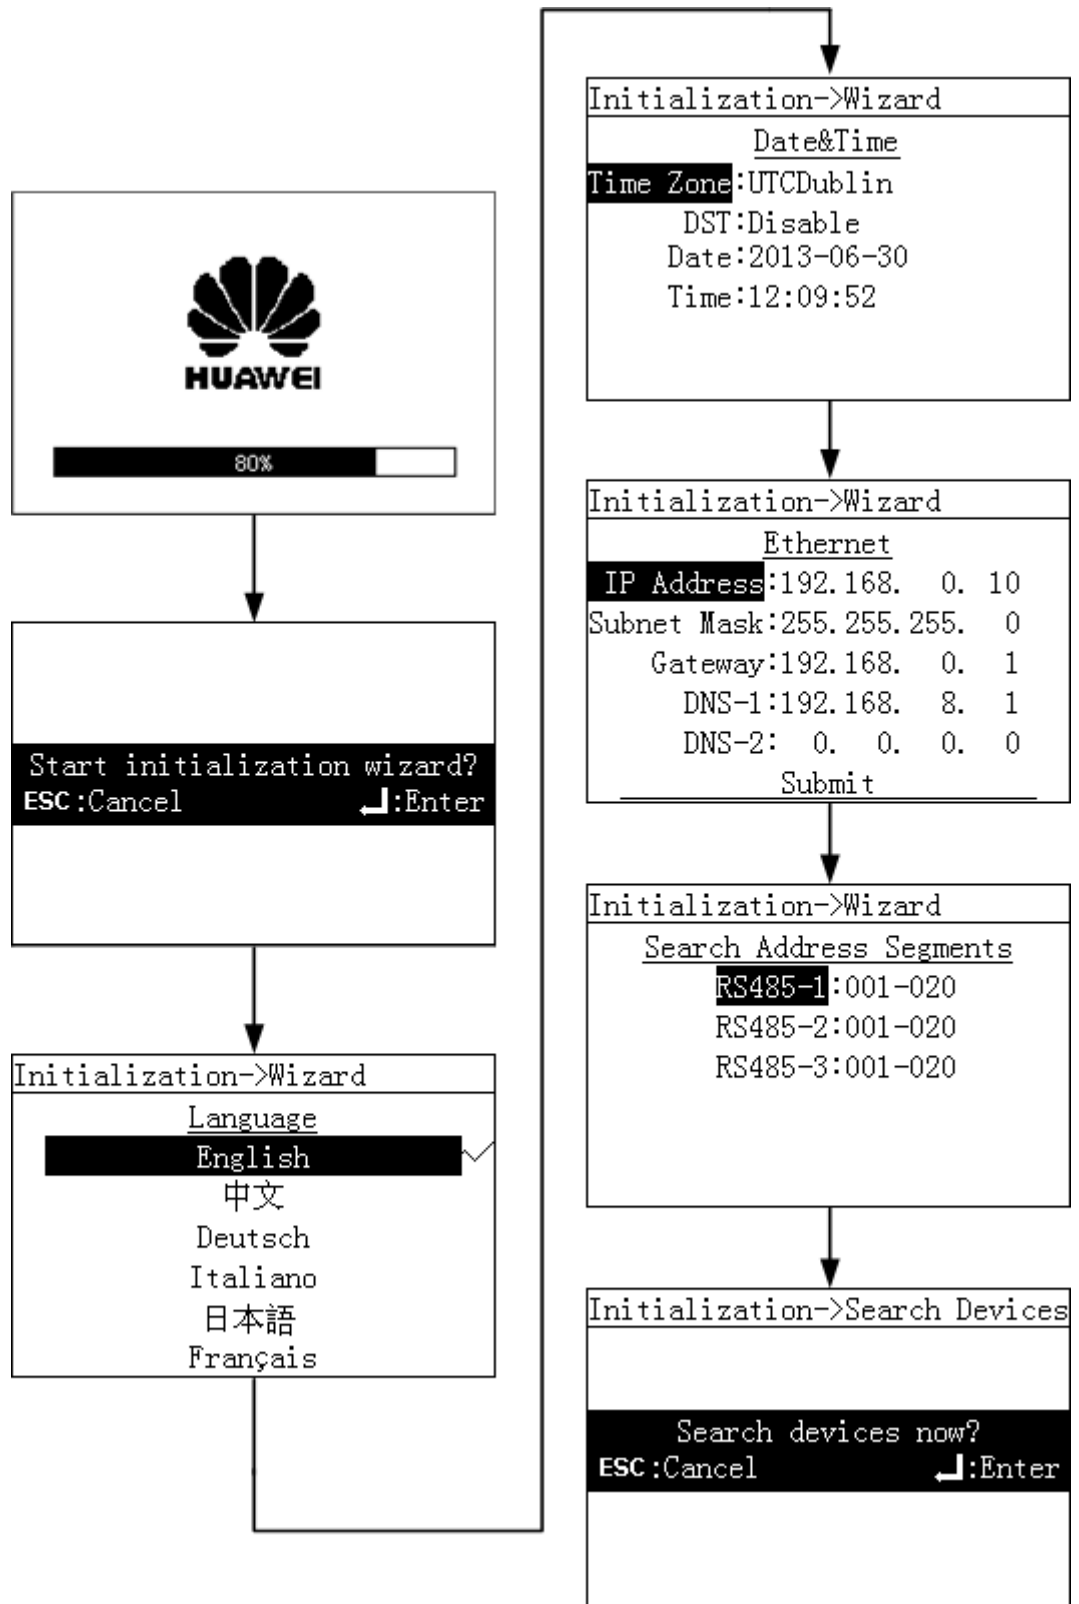 HUAWEI
80%
Start initialization wizard?
ESC:Cancel :Enter
Initialization->Wizard
Language
English
中文
Deutsch
Italiano
日本語
Français
Initialization->Wizard
Date&Time
Time Zone:UTCDublin
DST:Disable
Date:2013-06-30
Time:12:09:52
Initialization->Wizard
Ethernet
IP Address:192.168. 0. 10
Subnet Mask:255.255.255. 0
Gateway:192.168. 0. 1
DNS-1:192.168. 8. 1
DNS-2: 0. 0. 0. 0
Submit
Initialization->Wizard
Search Address Segments
RS485-1:001-020
RS485-2:001-020
RS485-3:001-020
Initialization->Search Devices
Search devices now?
ESC:Cancel :Enter